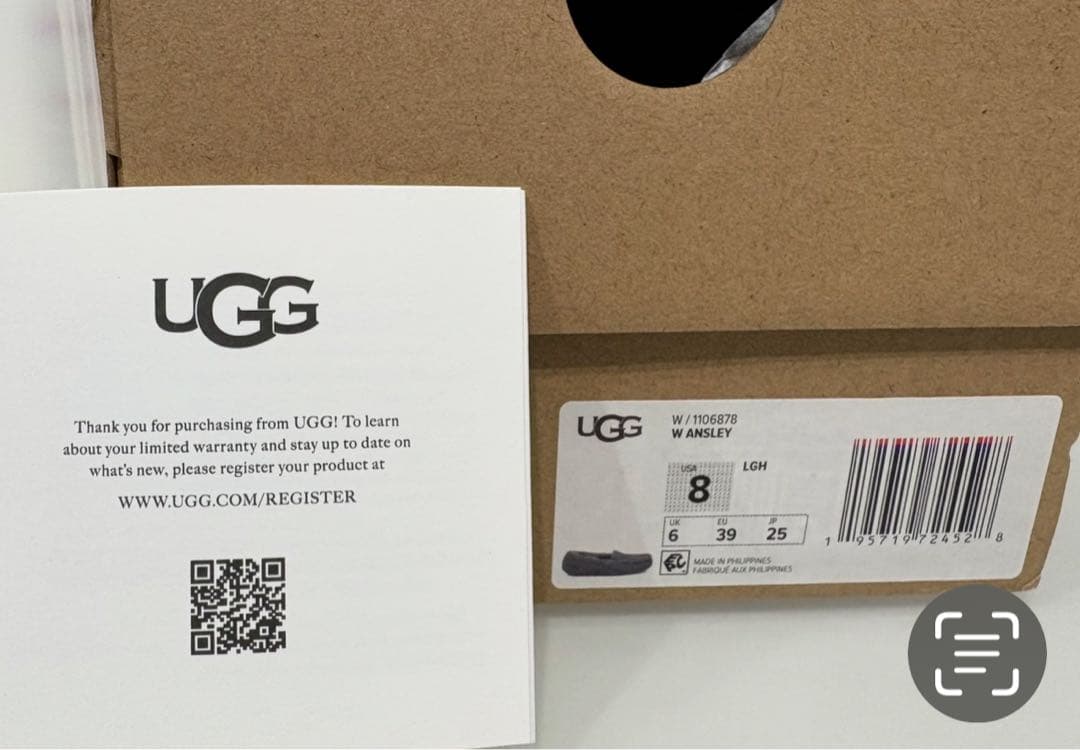 UGG
Thank you for purchasing from UGG! To learn
about your limited warranty and stay up to date on
what's new, please register your product at
WWW.UGG.COM/REGISTER
UGG
W / 1106878
W ANSLEY
USA
8
LGH
UK EU JP
6 39 25
MADE IN PHILIPPINES
FABRIQUÉ AUX PHILIPPINES
1 95719 72452 8